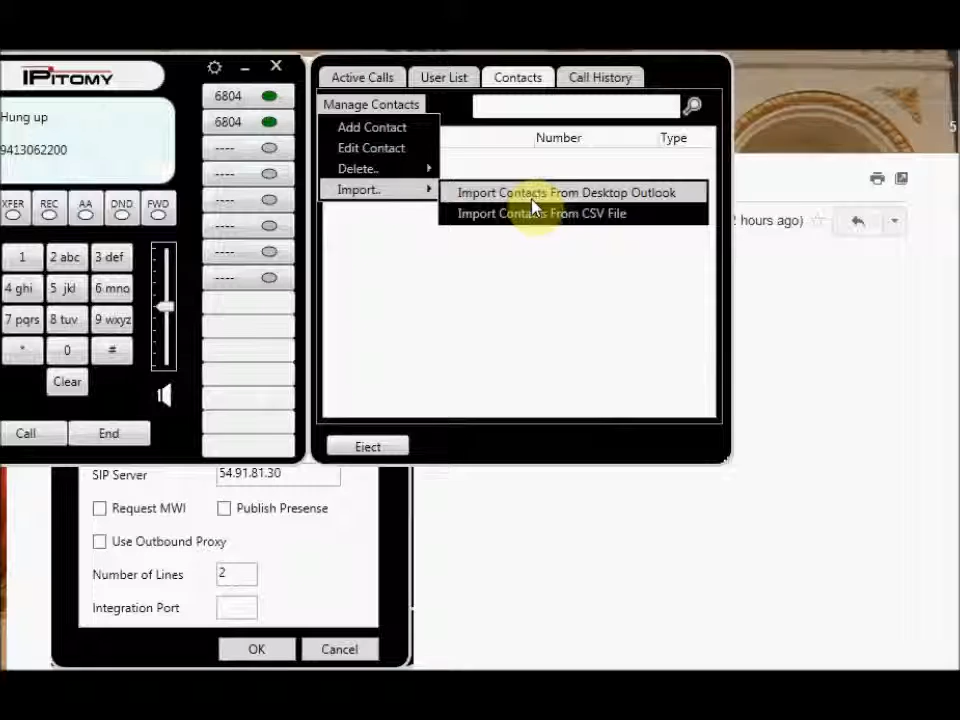 IPITOMY
Hung up
9413062200
XFER REC AA DND FWD
1 2 abc 3 def
4 ghi 5 jkl 6 mno
7 pqrs 8 tuv 9 wxyz
* 0 #
Clear
Call End
6804
6804
----
----
----
----
----
----
Active Calls User List Contacts Call History
Manage Contacts
Number Type
Add Contact
Edit Contact
Delete..
Import..
Import Contacts From Desktop Outlook
Import Contacts From CSV File
Eject
5
2 hours ago)
SIP Server 54.91.81.30
Request MWI Publish Presense
Use Outbound Proxy
Number of Lines 2
Integration Port
OK Cancel